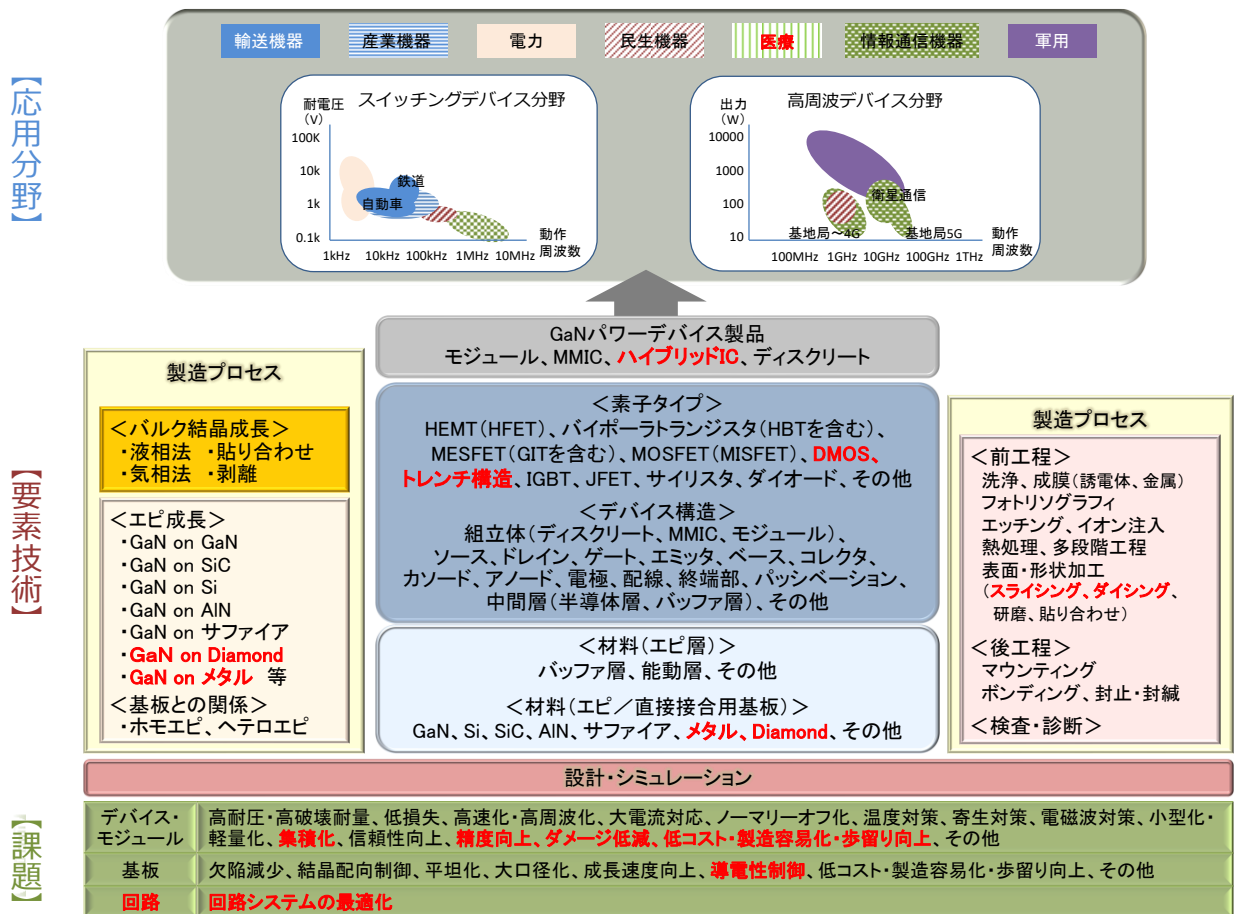 【応用分野】
輸送機器
産業機器
電力
民生機器
医療
情報通信機器
軍用
耐電圧
(V)
スイッチングデバイス分野
100K
10k
1k
0.1k
鉄道
自動車
動作
周波数
1kHz 10kHz 100kHz 1MHz 10MHz
出力
(W)
高周波デバイス分野
10000
1000
100
10
衛星通信
基地局～4G
基地局5G
動作
周波数
100MHz 1GHz 10GHz 100GHz 1THz
【要素技術】
GaNパワーデバイス製品
モジュール、MMIC、ハイブリッドIC、ディスクリート
製造プロセス
＜バルク結晶成長＞
・液相法 ・貼り合わせ
・気相法 ・剥離
＜エピ成長＞
・GaN on GaN
・GaN on SiC
・GaN on Si
・GaN on AlN
・GaN on サファイア
・GaN on Diamond
・GaN on メタル 等
＜基板との関係＞
・ホモエピ、ヘテロエピ
＜素子タイプ＞
HEMT（HFET）、バイポーラトランジスタ（HBTを含む）、
MESFET（GITを含む）、MOSFET（MISFET）、DMOS、
トレンチ構造、IGBT、JFET、サイリスタ、ダイオード、その他
＜デバイス構造＞
組立体（ディスクリート、MMIC、モジュール）、
ソース、ドレイン、ゲート、エミッタ、ベース、コレクタ、
カソード、アノード、電極、配線、終端部、パッシベーション、
中間層（半導体層、バッファ層）、その他
＜材料（エピ層）＞
バッファ層、能動層、その他
＜材料（エピ／直接接合用基板）＞
GaN、Si、SiC、AlN、サファイア、メタル、Diamond、その他
製造プロセス
＜前工程＞
洗浄、成膜（誘電体、金属）
フォトリソグラフィ
エッチング、イオン注入
熱処理、多段階工程
表面・形状加工
（スライシング、ダイシング、
研磨、貼り合わせ）
＜後工程＞
マウンティング
ボンディング、封止・封緘
＜検査・診断＞
設計・シミュレーション
【課題】
デバイス・
モジュール
高耐圧・高破壊耐量、低損失、高速化・高周波化、大電流対応、ノーマリーオフ化、温度対策、寄生対策、電磁波対策、小型化・
軽量化、集積化、信頼性向上、精度向上、ダメージ低減、低コスト・製造容易化・歩留り向上、その他
基板
欠陥減少、結晶配向制御、平坦化、大口径化、成長速度向上、導電性制御、低コスト・製造容易化・歩留り向上、その他
回路
回路システムの最適化